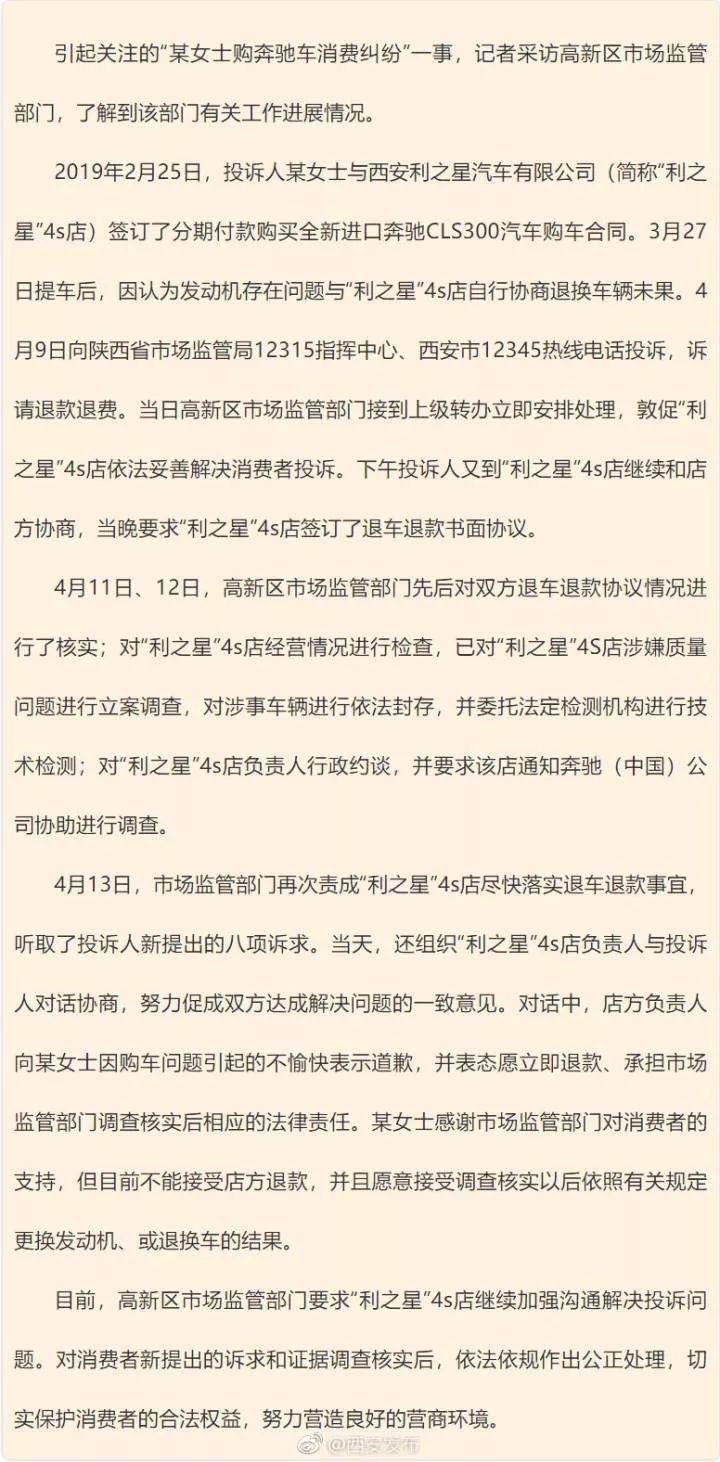 引起关注的“某女士购奔驰车消费纠纷”一事，记者采访高新区市场监管
部门，了解到该部门有关工作进展情况。
2019年2月25日，投诉人某女士与西安利之星汽车有限公司（简称“利之
星”4s店）签订了分期付款购买全新进口奔驰CLS300汽车购车合同。3月27
日提车后，因认为发动机存在问题与“利之星”4s店自行协商退换车辆未果。4
月9日向陕西省市场监管局12315指挥中心、西安市12345热线电话投诉，诉
请退款退费。当日高新区市场监管部门接到上级转办立即安排处理，敦促“利
之星”4s店依法妥善解决消费者投诉。下午投诉人又到“利之星”4s店继续和店
方协商，当晚要求“利之星”4s店签订了退车退款书面协议。
4月11日、12日，高新区市场监管部门先后对双方退车退款协议情况进
行了核实；对“利之星”4s店经营情况进行检查，已对“利之星”4S店涉嫌质量
问题进行立案调查，对涉事车辆进行依法封存，并委托法定检测机构进行技
术检测；对“利之星”4s店负责人行政约谈，并要求该店通知奔驰（中国）公
司协助进行调查。
4月13日，市场监管部门再次责成“利之星”4s店尽快落实退车退款事宜，
听取了投诉人新提出的八项诉求。当天，还组织“利之星”4s店负责人与投诉
人对话协商，努力促成双方达成解决问题的一致意见。对话中，店方负责人
向某女士因购车问题引起的不愉快表示道歉，并表态愿立即退款、承担市场
监管部门调查核实后相应的法律责任。某女士感谢市场监管部门对消费者的
支持，但目前不能接受店方退款，并且愿意接受调查核实以后依照有关规定
更换发动机、或退换车的结果。
目前，高新区市场监管部门要求“利之星”4s店继续加强沟通解决投诉问
题。对消费者新提出的诉求和证据调查核实后，依法依规作出公正处理，切
实保护消费者的合法权益，努力营造良好的营商环境。
@西安发布